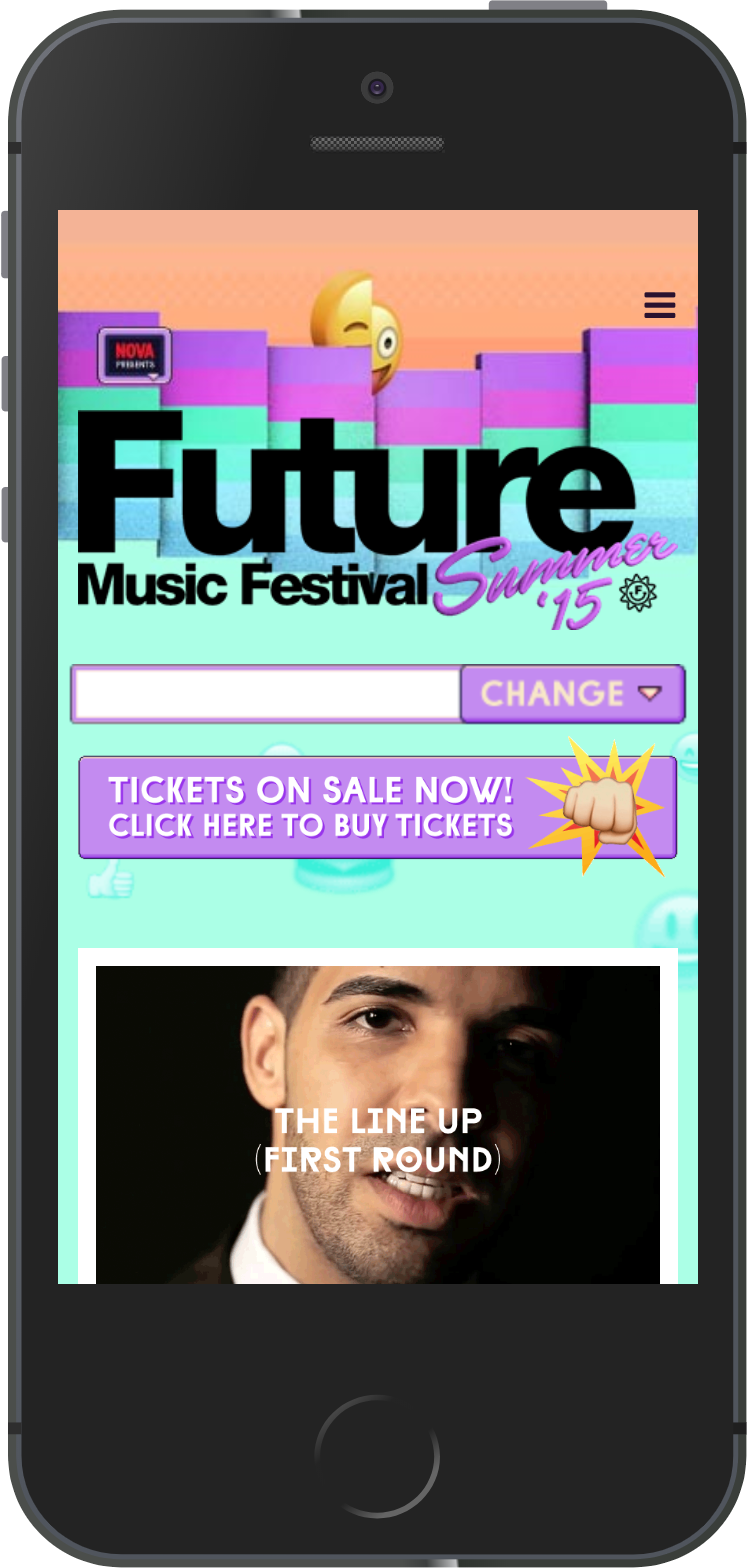 NOVA
PRESENTS
Future
Music Festival
Summer
'15
F
CHANGE
TICKETS ON SALE NOW!
CLICK HERE TO BUY TICKETS
THE LINE UP
(FIRST ROUND)